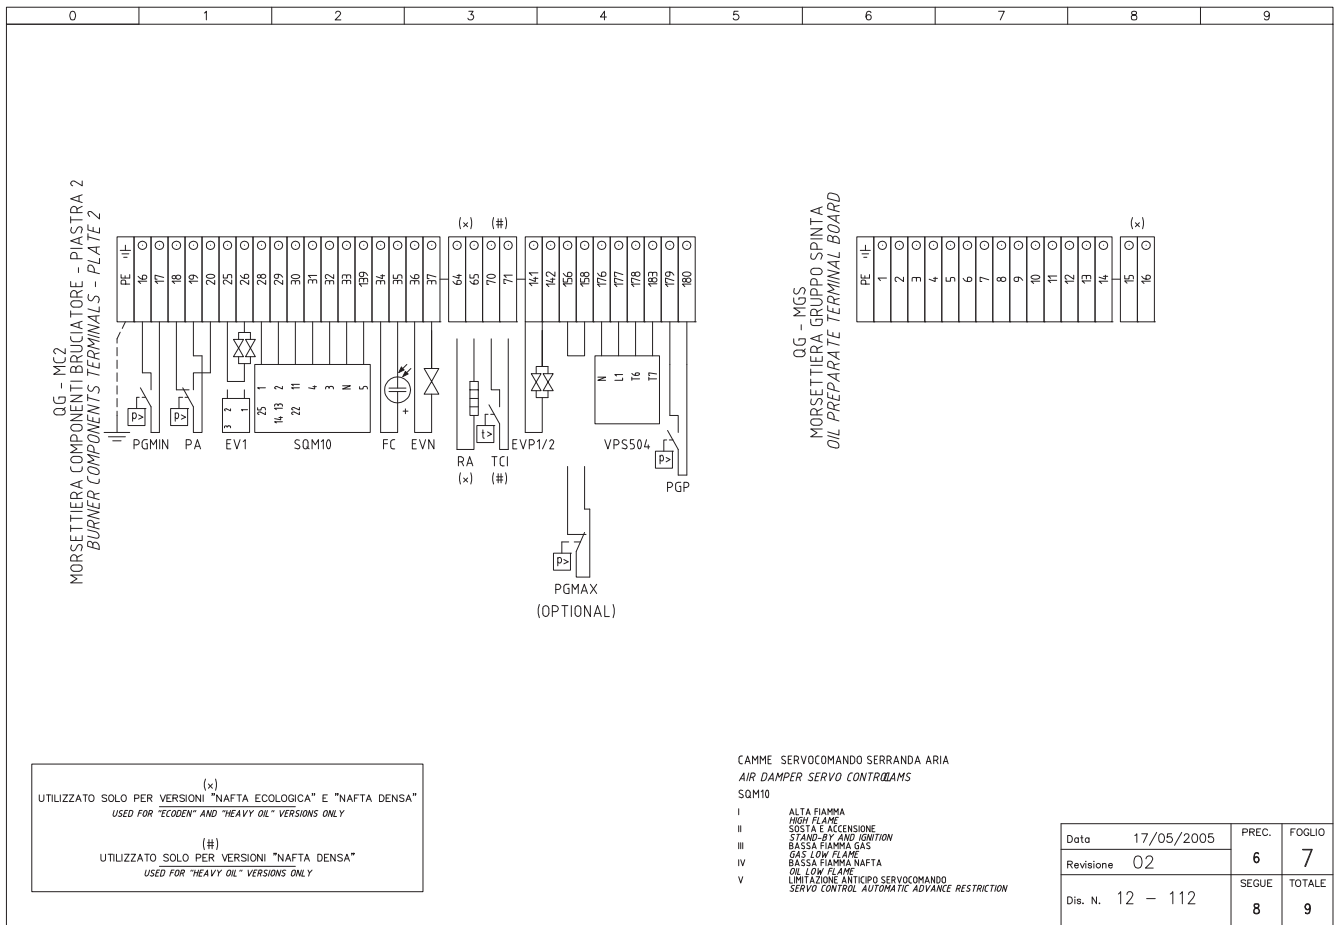 0 1 2 3 4 5 6 7 8 9
QG - MC2
MORSETTIERA COMPONENTI BRUCIATORE - PIASTRA 2
BURNER COMPONENTS TERMINALS - PLATE 2
(x) (#)
PE 16 17 18 19 20 25 26 28 29 30 31 32 33 139 34 35 36 37 64 65 70 71 141 142 156 158 176 177 178 183 179 180
1 2 11 4 3 N 5
25 14 13 22
3 2 1
N L1 T6 T7
p> p> + t> p>
PGMIN PA EV1 SQM10 FC EVN EVP1/2 VPS504
RA TCI
(x) (#)
PGP
p>
PGMAX
(OPTIONAL)
QG - MGS
MORSETTIERA GRUPPO SPINTA
OIL PREPARATE TERMINAL BOARD
(x)
PE 1 2 3 4 5 6 7 8 9 10 11 12 13 14 15 16
(x)
UTILIZZATO SOLO PER VERSIONI "NAFTA ECOLOGICA" E "NAFTA DENSA"
USED FOR "ECODEN" AND "HEAVY OIL" VERSIONS ONLY
(#)
UTILIZZATO SOLO PER VERSIONI "NAFTA DENSA"
USED FOR "HEAVY OIL" VERSIONS ONLY
CAMME SERVOCOMANDO SERRANDA ARIA
AIR DAMPER SERVO CONTROL CAMS
SQM10
I ALTA FIAMMA
HIGH FLAME
II SOSTA E ACCENSIONE
STAND-BY AND IGNITION
III BASSA FIAMMA GAS
GAS LOW FLAME
IV BASSA FIAMMA NAFTA
OIL LOW FLAME
V LIMITAZIONE ANTICIPO SERVOCOMANDO
SERVO CONTROL AUTOMATIC ADVANCE RESTRICTION
Data 17/05/2005
Revisione 02
Dis. N. 12 - 112
PREC. FOGLIO
6 7
SEGUE TOTALE
8 9